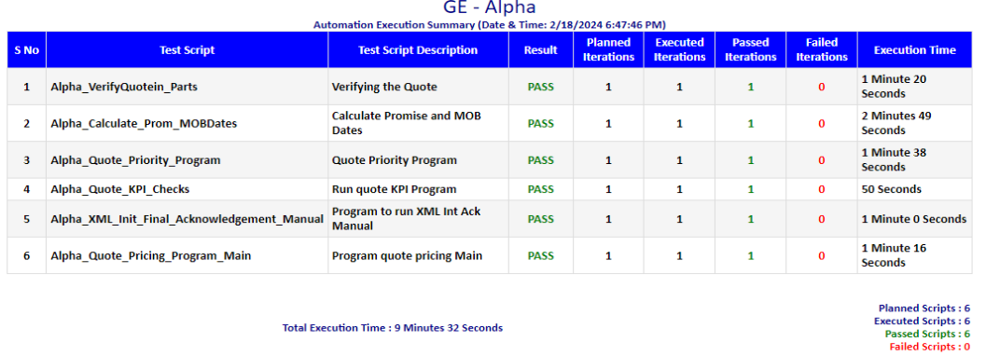 GE - Alpha
Automation Execution Summary (Date & Time: 2/18/2024 6:47:46 PM)
S No Test Script Test Script Description Result Planned Iterations Executed Iterations Passed Iterations Failed Iterations Execution Time
1 Alpha_VerifyQuotein_Parts Verifying the Quote PASS 1 1 1 0 1 Minute 20 Seconds
2 Alpha_Calculate_Prom_MOBDates Calculate Promise and MOB Dates PASS 1 1 1 0 2 Minutes 49 Seconds
3 Alpha_Quote_Priority_Program Quote Priority Program PASS 1 1 1 0 1 Minute 38 Seconds
4 Alpha_Quote_KPI_Checks Run quote KPI Program PASS 1 1 1 0 50 Seconds
5 Alpha_XML_Init_Final_Acknowledgement_Manual Program to run XML Int Ack Manual PASS 1 1 1 0 1 Minute 0 Seconds
6 Alpha_Quote_Pricing_Program_Main Program quote pricing Main PASS 1 1 1 0 1 Minute 16 Seconds
Total Execution Time : 9 Minutes 32 Seconds
Planned Scripts : 6
Executed Scripts : 6
Passed Scripts : 6
Failed Scripts : 0